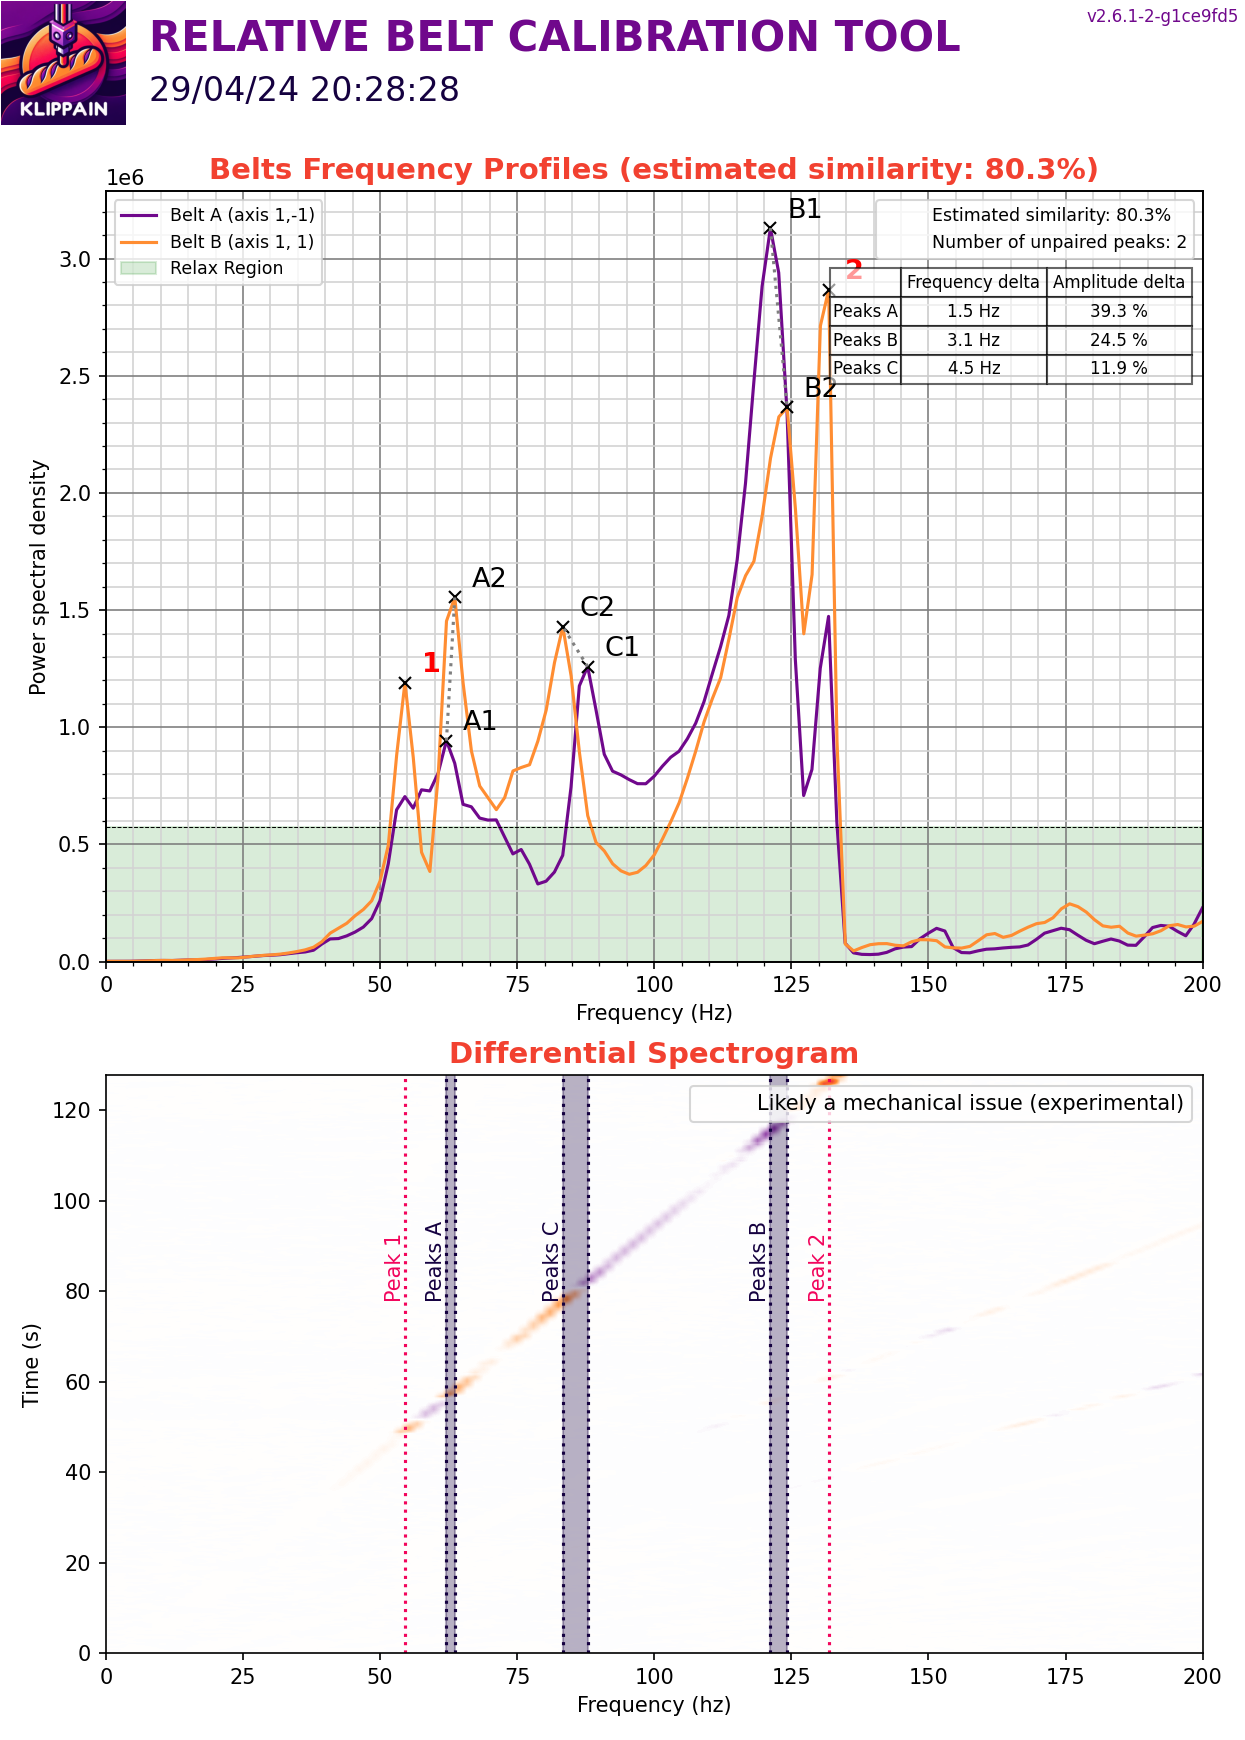 KLIPPAIN
RELATIVE BELT CALIBRATION TOOL
v2.6.1-2-g1ce9fd5
29/04/24 20:28:28
Belts Frequency Profiles (estimated similarity: 80.3%)
1e6
Belt A (axis 1,-1)
Belt B (axis 1, 1)
Relax Region
Estimated similarity: 80.3%
Number of unpaired peaks: 2
Frequency delta Amplitude delta
Peaks A 1.5 Hz 39.3 %
Peaks B 3.1 Hz 24.5 %
Peaks C 4.5 Hz 11.9 %
B1
2
B2
A2
C2
C1
1
A1
3.0
2.5
2.0
1.5
1.0
0.5
0.0
Power spectral density
0 25 50 75 100 125 150 175 200
Frequency (Hz)
Differential Spectrogram
Likely a mechanical issue (experimental)
Peak 1
Peaks A
Peaks C
Peaks B
Peak 2
120
100
80
60
40
20
0
Time (s)
0 25 50 75 100 125 150 175 200
Frequency (hz)